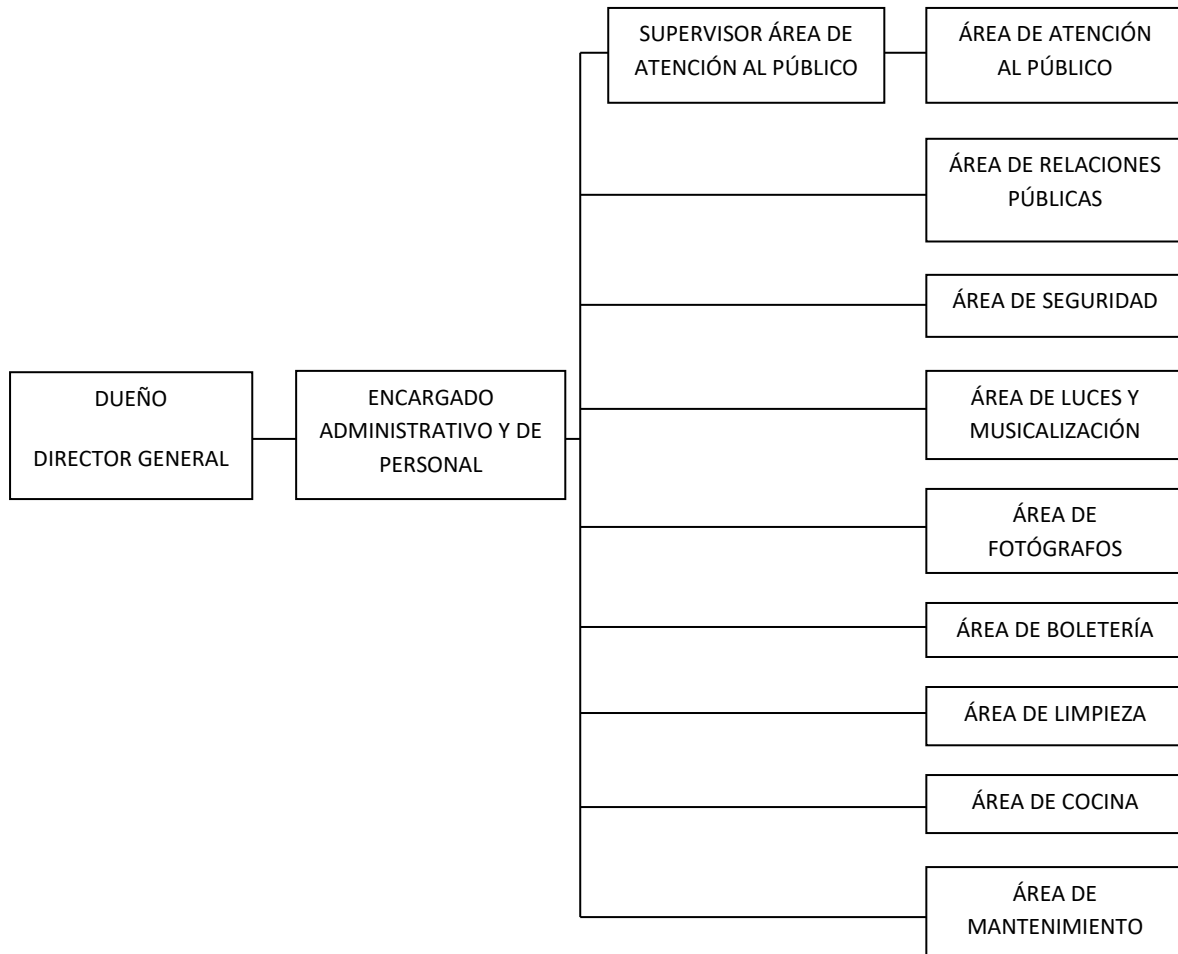 SUPERVISOR ÁREA DE
ATENCIÓN AL PÚBLICO
ÁREA DE ATENCIÓN
AL PÚBLICO
ÁREA DE RELACIONES
PÚBLICAS
ÁREA DE SEGURIDAD
DUEÑO
DIRECTOR GENERAL
ENCARGADO
ADMINISTRATIVO Y DE
PERSONAL
ÁREA DE LUCES Y
MUSICALIZACIÓN
ÁREA DE
FOTÓGRAFOS
ÁREA DE BOLETERÍA
ÁREA DE LIMPIEZA
ÁREA DE COCINA
ÁREA DE
MANTENIMIENTO